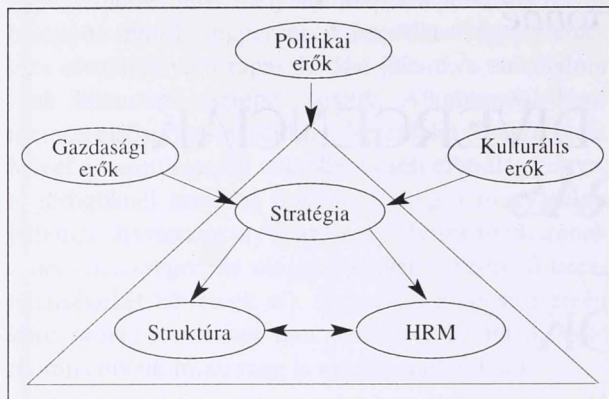 Politikai
erők
Gazdasági
erők
Kulturális
erők
Stratégia
Struktúra
HRM